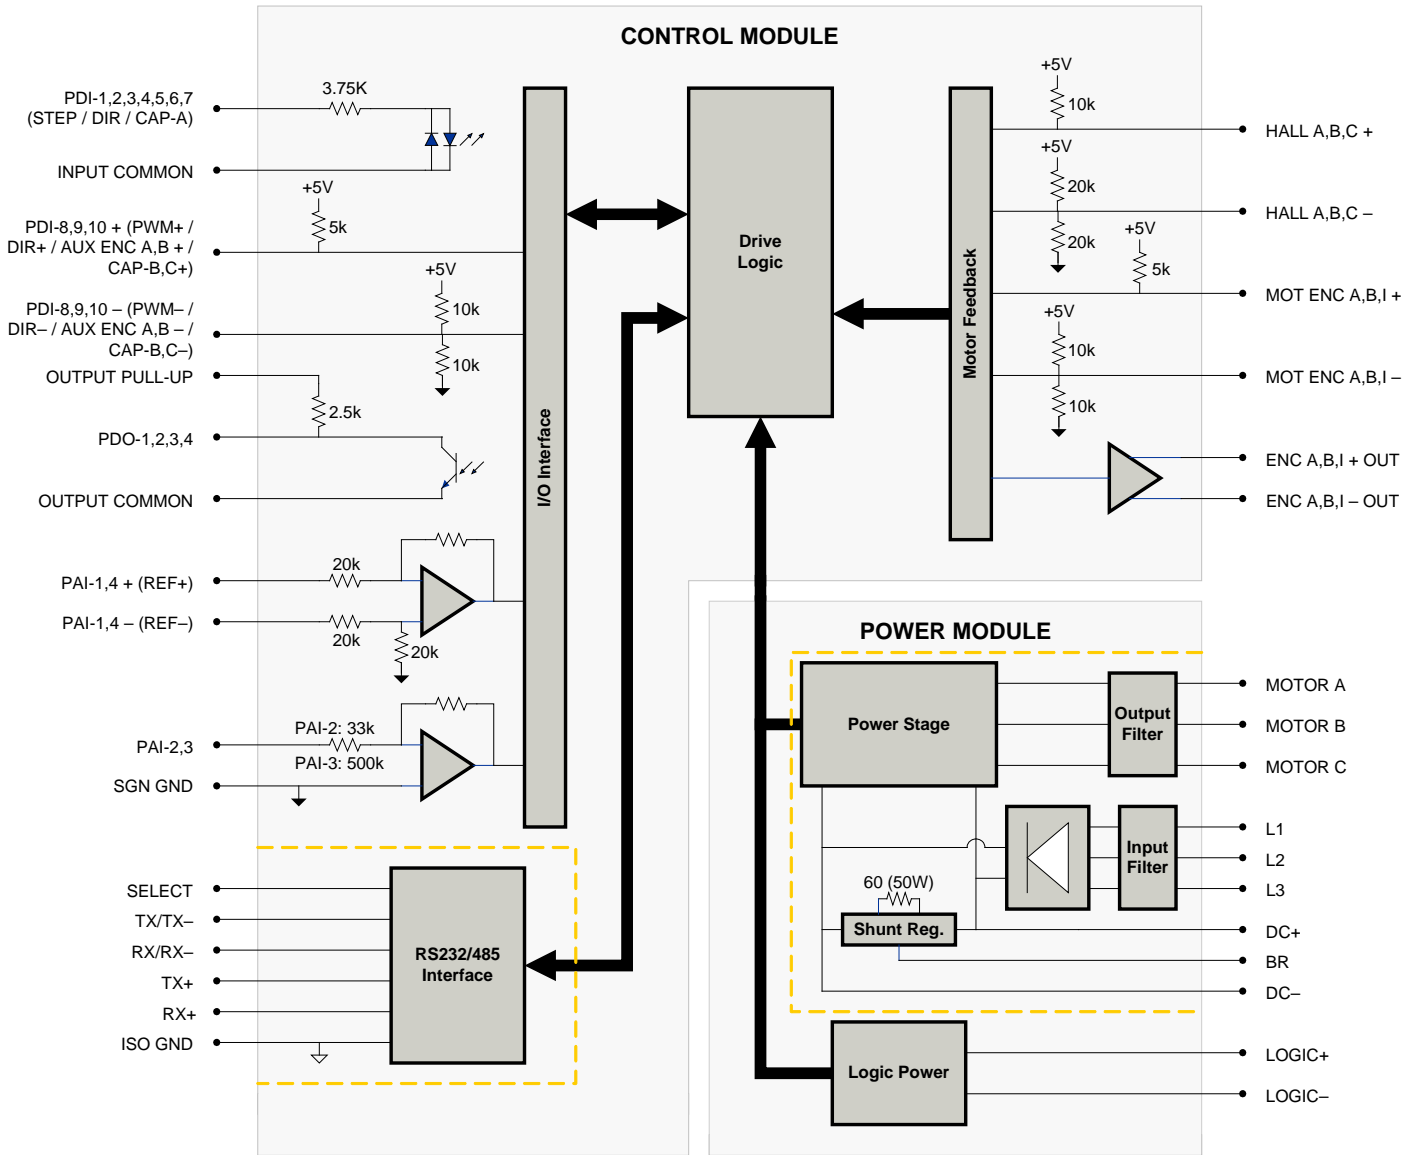 CONTROL MODULE
PDI-1,2,3,4,5,6,7
(STEP / DIR / CAP-A)
3.75K
INPUT COMMON
+5V
5k
PDI-8,9,10 + (PWM+ /
DIR+ / AUX ENC A,B + /
CAP-B,C+)
+5V
10k
10k
PDI-8,9,10 – (PWM– /
DIR– / AUX ENC A,B – /
CAP-B,C–)
OUTPUT PULL-UP
2.5k
PDO-1,2,3,4
OUTPUT COMMON
PAI-1,4 + (REF+)
20k
PAI-1,4 – (REF–)
20k
20k
PAI-2: 33k
PAI-2,3
PAI-3: 500k
SGN GND
I/O Interface
Drive
Logic
Motor Feedback
+5V
10k
HALL A,B,C +
+5V
20k
HALL A,B,C –
20k
+5V
5k
MOT ENC A,B,I +
+5V
10k
MOT ENC A,B,I –
10k
ENC A,B,I + OUT
ENC A,B,I – OUT
SELECT
TX/TX–
RX/RX–
TX+
RX+
ISO GND
RS232/485
Interface
POWER MODULE
Power Stage
Output
Filter
MOTOR A
MOTOR B
MOTOR C
Input
Filter
L1
L2
L3
60 (50W)
Shunt Reg.
DC+
BR
DC–
Logic Power
LOGIC+
LOGIC–